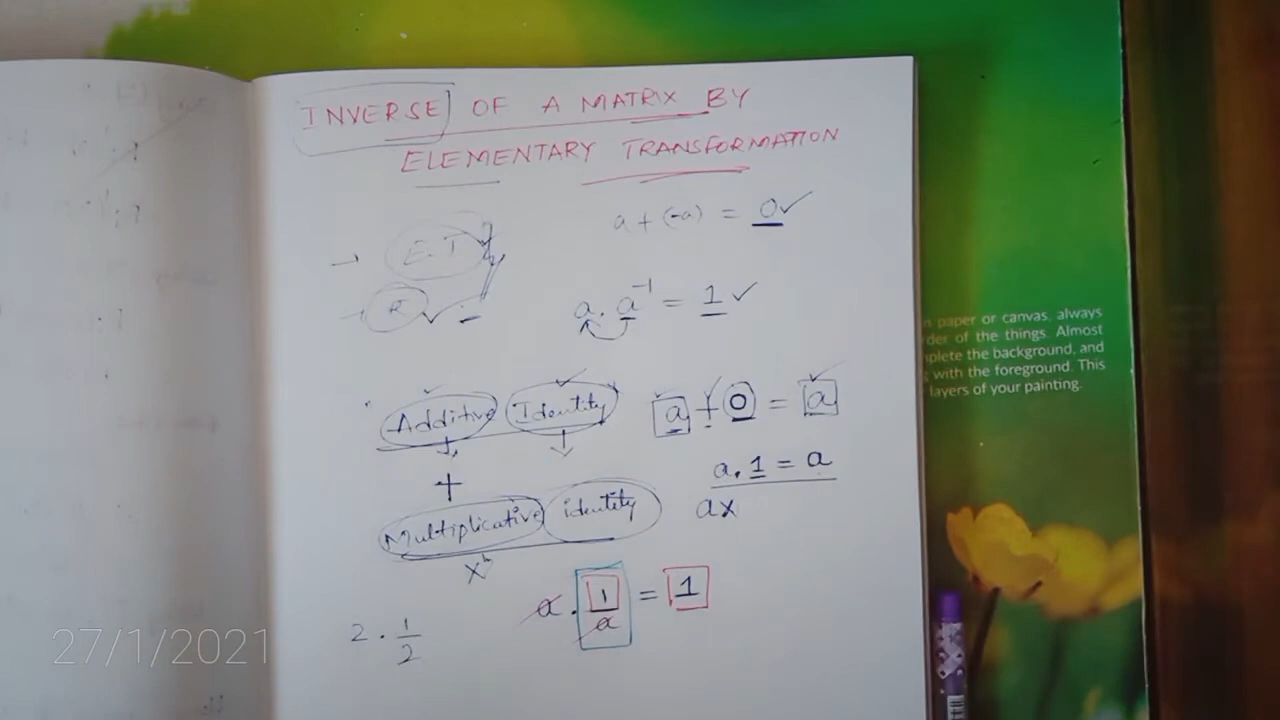 INVERSE OF A MATRIX BY
ELEMENTARY TRANSFORMATION
a + (-a) = 0 ✓
→ E.T
→ R ✓
a . a⁻¹ = 1 ✓
Additive Identity
a + 0 = a
+
a . 1 = a
Multiplicative identity
ax
x
a . 1/a = 1
2 . 1/2
paper or canvas, always
of the things. Almost
the background, and
with the foreground. This
layers of your painting.
27/1/2021